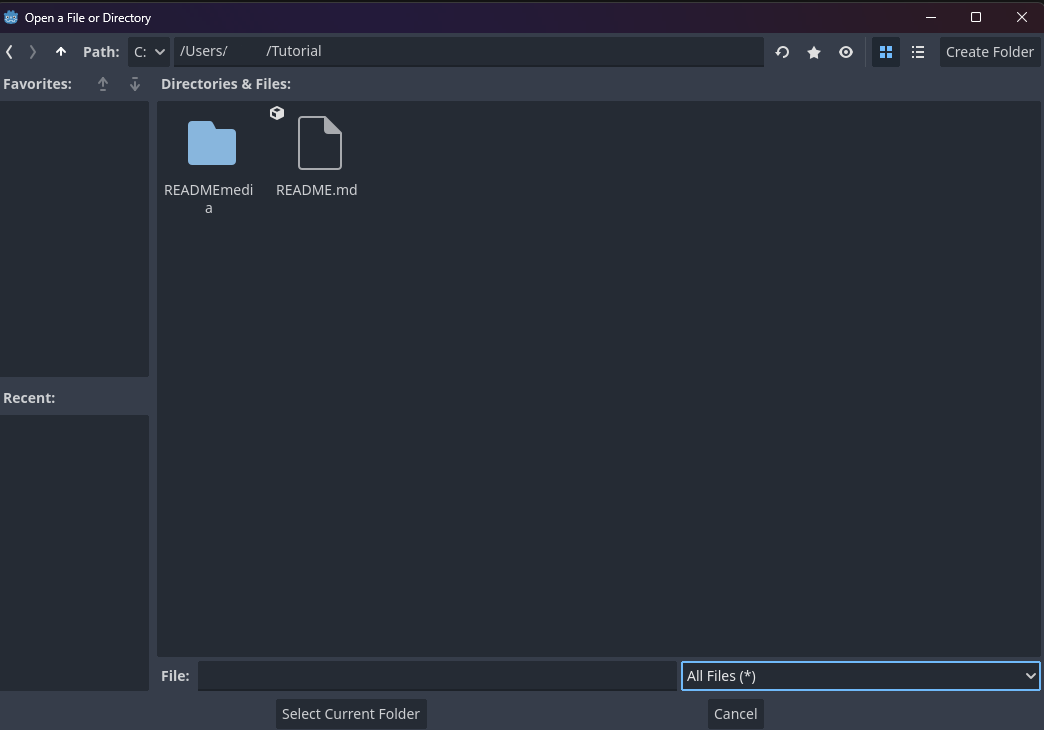 Open a File or Directory
Path: C: /Users/ /Tutorial Create Folder
Favorites: Directories & Files:
READMEmedi
a
README.md
Recent:
File: All Files (*)
Select Current Folder Cancel